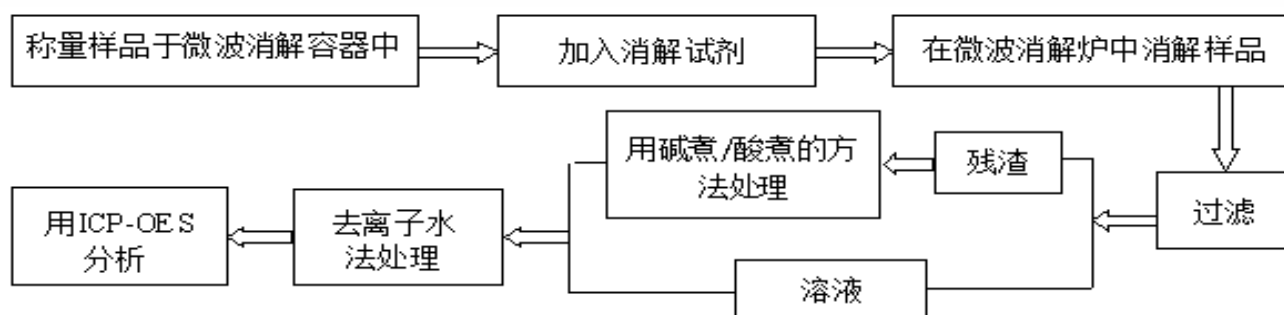 称量样品于微波消解容器中
加入消解试剂
在微波消解炉中消解样品
过滤
残渣
用碱煮/酸煮的方
法处理
溶液
去离子水
法处理
用ICP-OES
分析